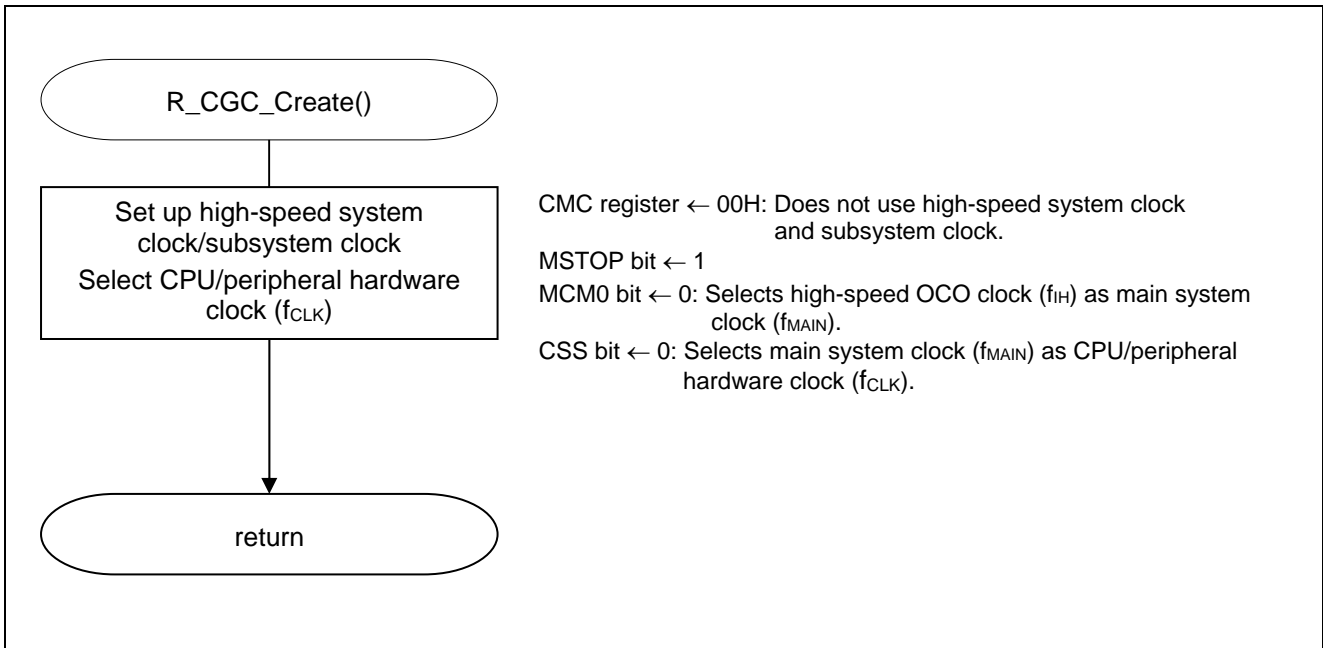 R_CGC_Create()
Set up high-speed system
clock/subsystem clock
Select CPU/peripheral hardware
clock (fCLK)
CMC register ← 00H: Does not use high-speed system clock
and subsystem clock.
MSTOP bit ← 1
MCM0 bit ← 0: Selects high-speed OCO clock (fIH) as main system
clock (fMAIN).
CSS bit ← 0: Selects main system clock (fMAIN) as CPU/peripheral
hardware clock (fCLK).
return